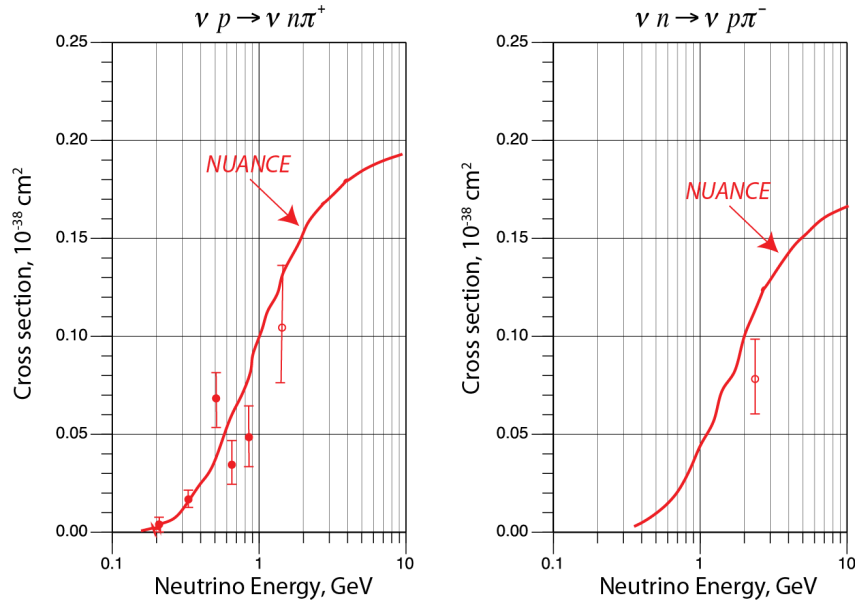 ν p → ν nπ⁺
0.25
0.20
0.15
0.10
0.05
0.00
Cross section, 10⁻³⁸ cm²
NUANCE
0.1
1
10
Neutrino Energy, GeV
ν n → ν pπ⁻
0.25
0.20
0.15
0.10
0.05
0.00
Cross section, 10⁻³⁸ cm²
NUANCE
0.1
1
10
Neutrino Energy, GeV